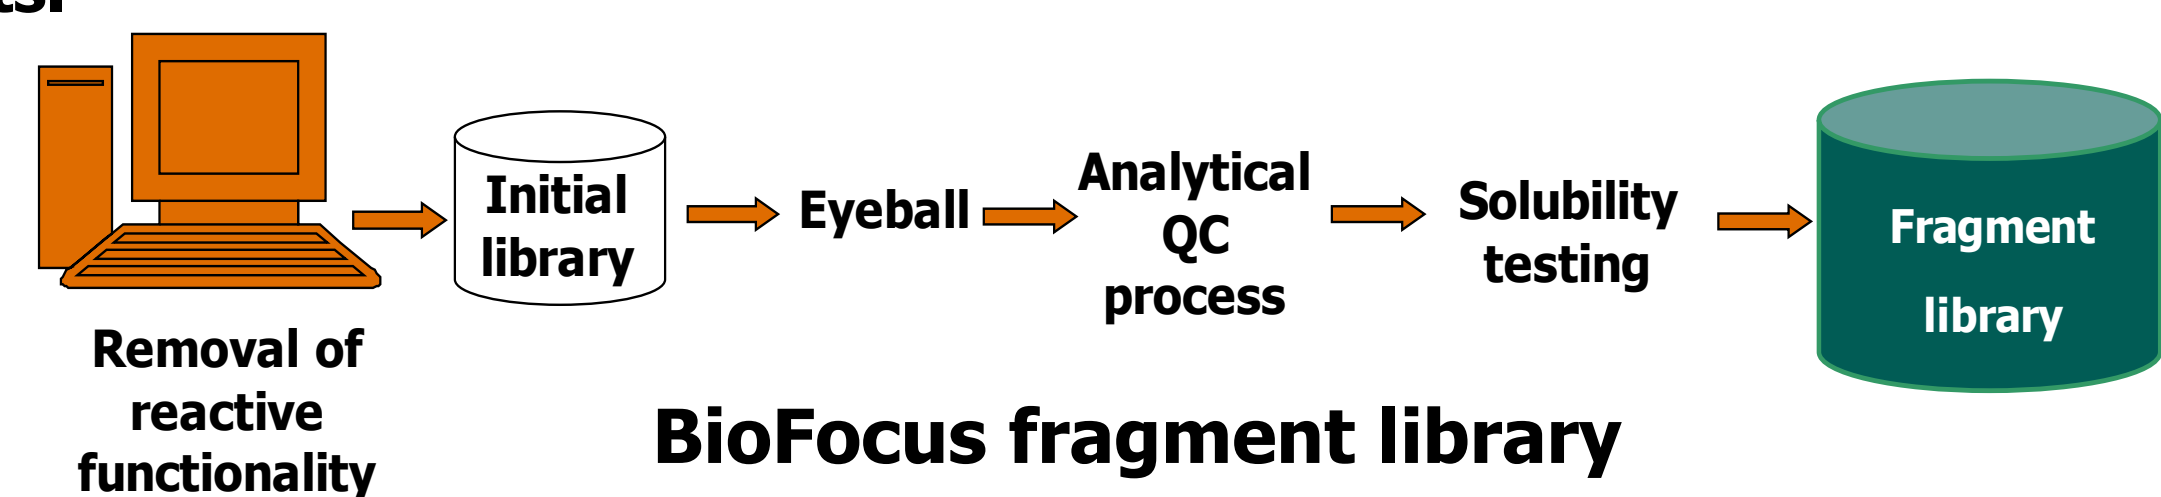 Removal of
reactive
functionality
Initial
library
Eyeball
Analytical
QC
process
Solubility
testing
Fragment
library
BioFocus fragment library